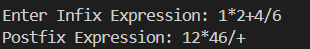 Enter Infix Expression: 1*2+4/6
Postfix Expression: 12*46/+